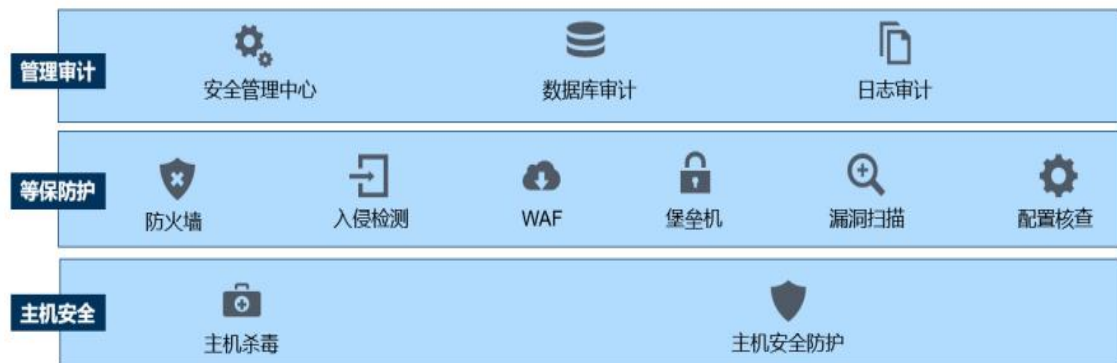 管理审计
安全管理中心
数据库审计
日志审计
等保防护
防火墙
入侵检测
WAF
堡垒机
漏洞扫描
配置核查
主机安全
主机杀毒
主机安全防护